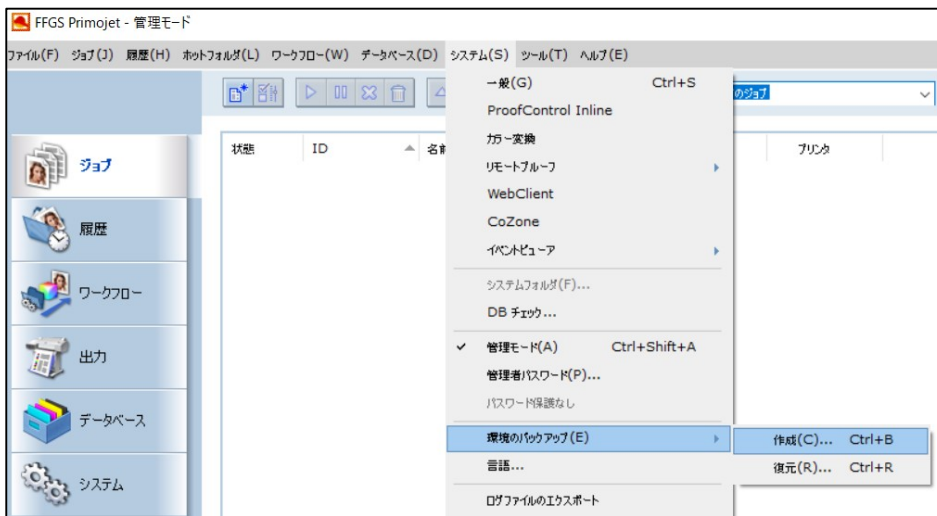 FFGS Primojet - 管理モード
ファイル(F) ジョブ(J) 履歴(H) ホットフォルダ(L) ワークフロー(W) データベース(D) システム(S) ツール(T) ヘルプ(E)
一般(G) Ctrl+S
のジョブ
ProofControl Inline
カラー変換
状態 ID 名前 プリンタ
ジョブ
リモートプルーフ
WebClient
CoZone
履歴
イベントビューア
システムフォルダ(F)...
ワークフロー
DB チェック...
管理モード(A) Ctrl+Shift+A
出力
管理者パスワード(P)...
パスワード保護なし
データベース
環境のバックアップ(E)
作成(C)... Ctrl+B
言語...
復元(R)... Ctrl+R
システム
ログファイルのエクスポート